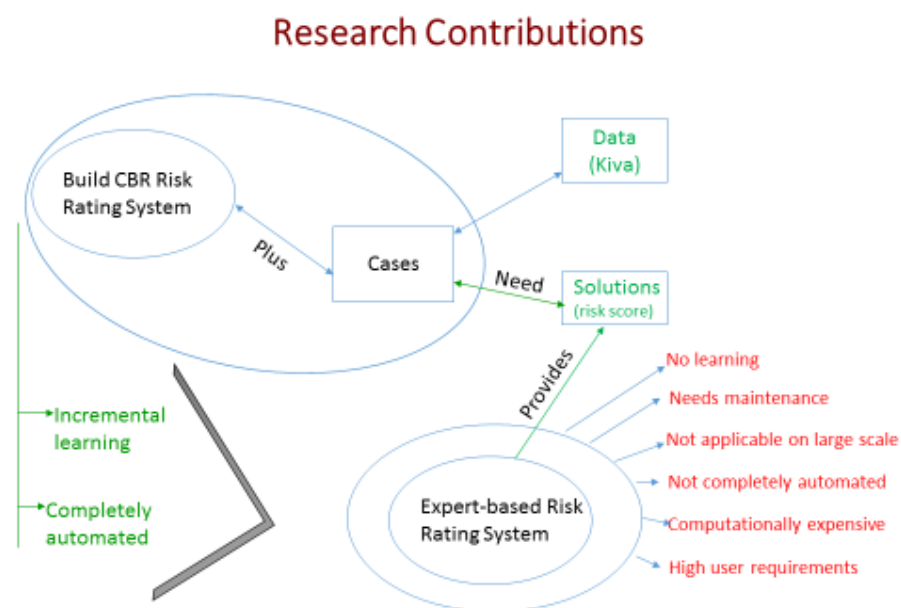 Research Contributions
Data
(Kiva)
Build CBR Risk
Rating System
Plus
Cases
Need
Solutions
(risk score)
Provides
No learning
Needs maintenance
Not applicable on large scale
Not completely automated
Computationally expensive
High user requirements
Incremental
learning
Completely
automated
Expert-based Risk
Rating System